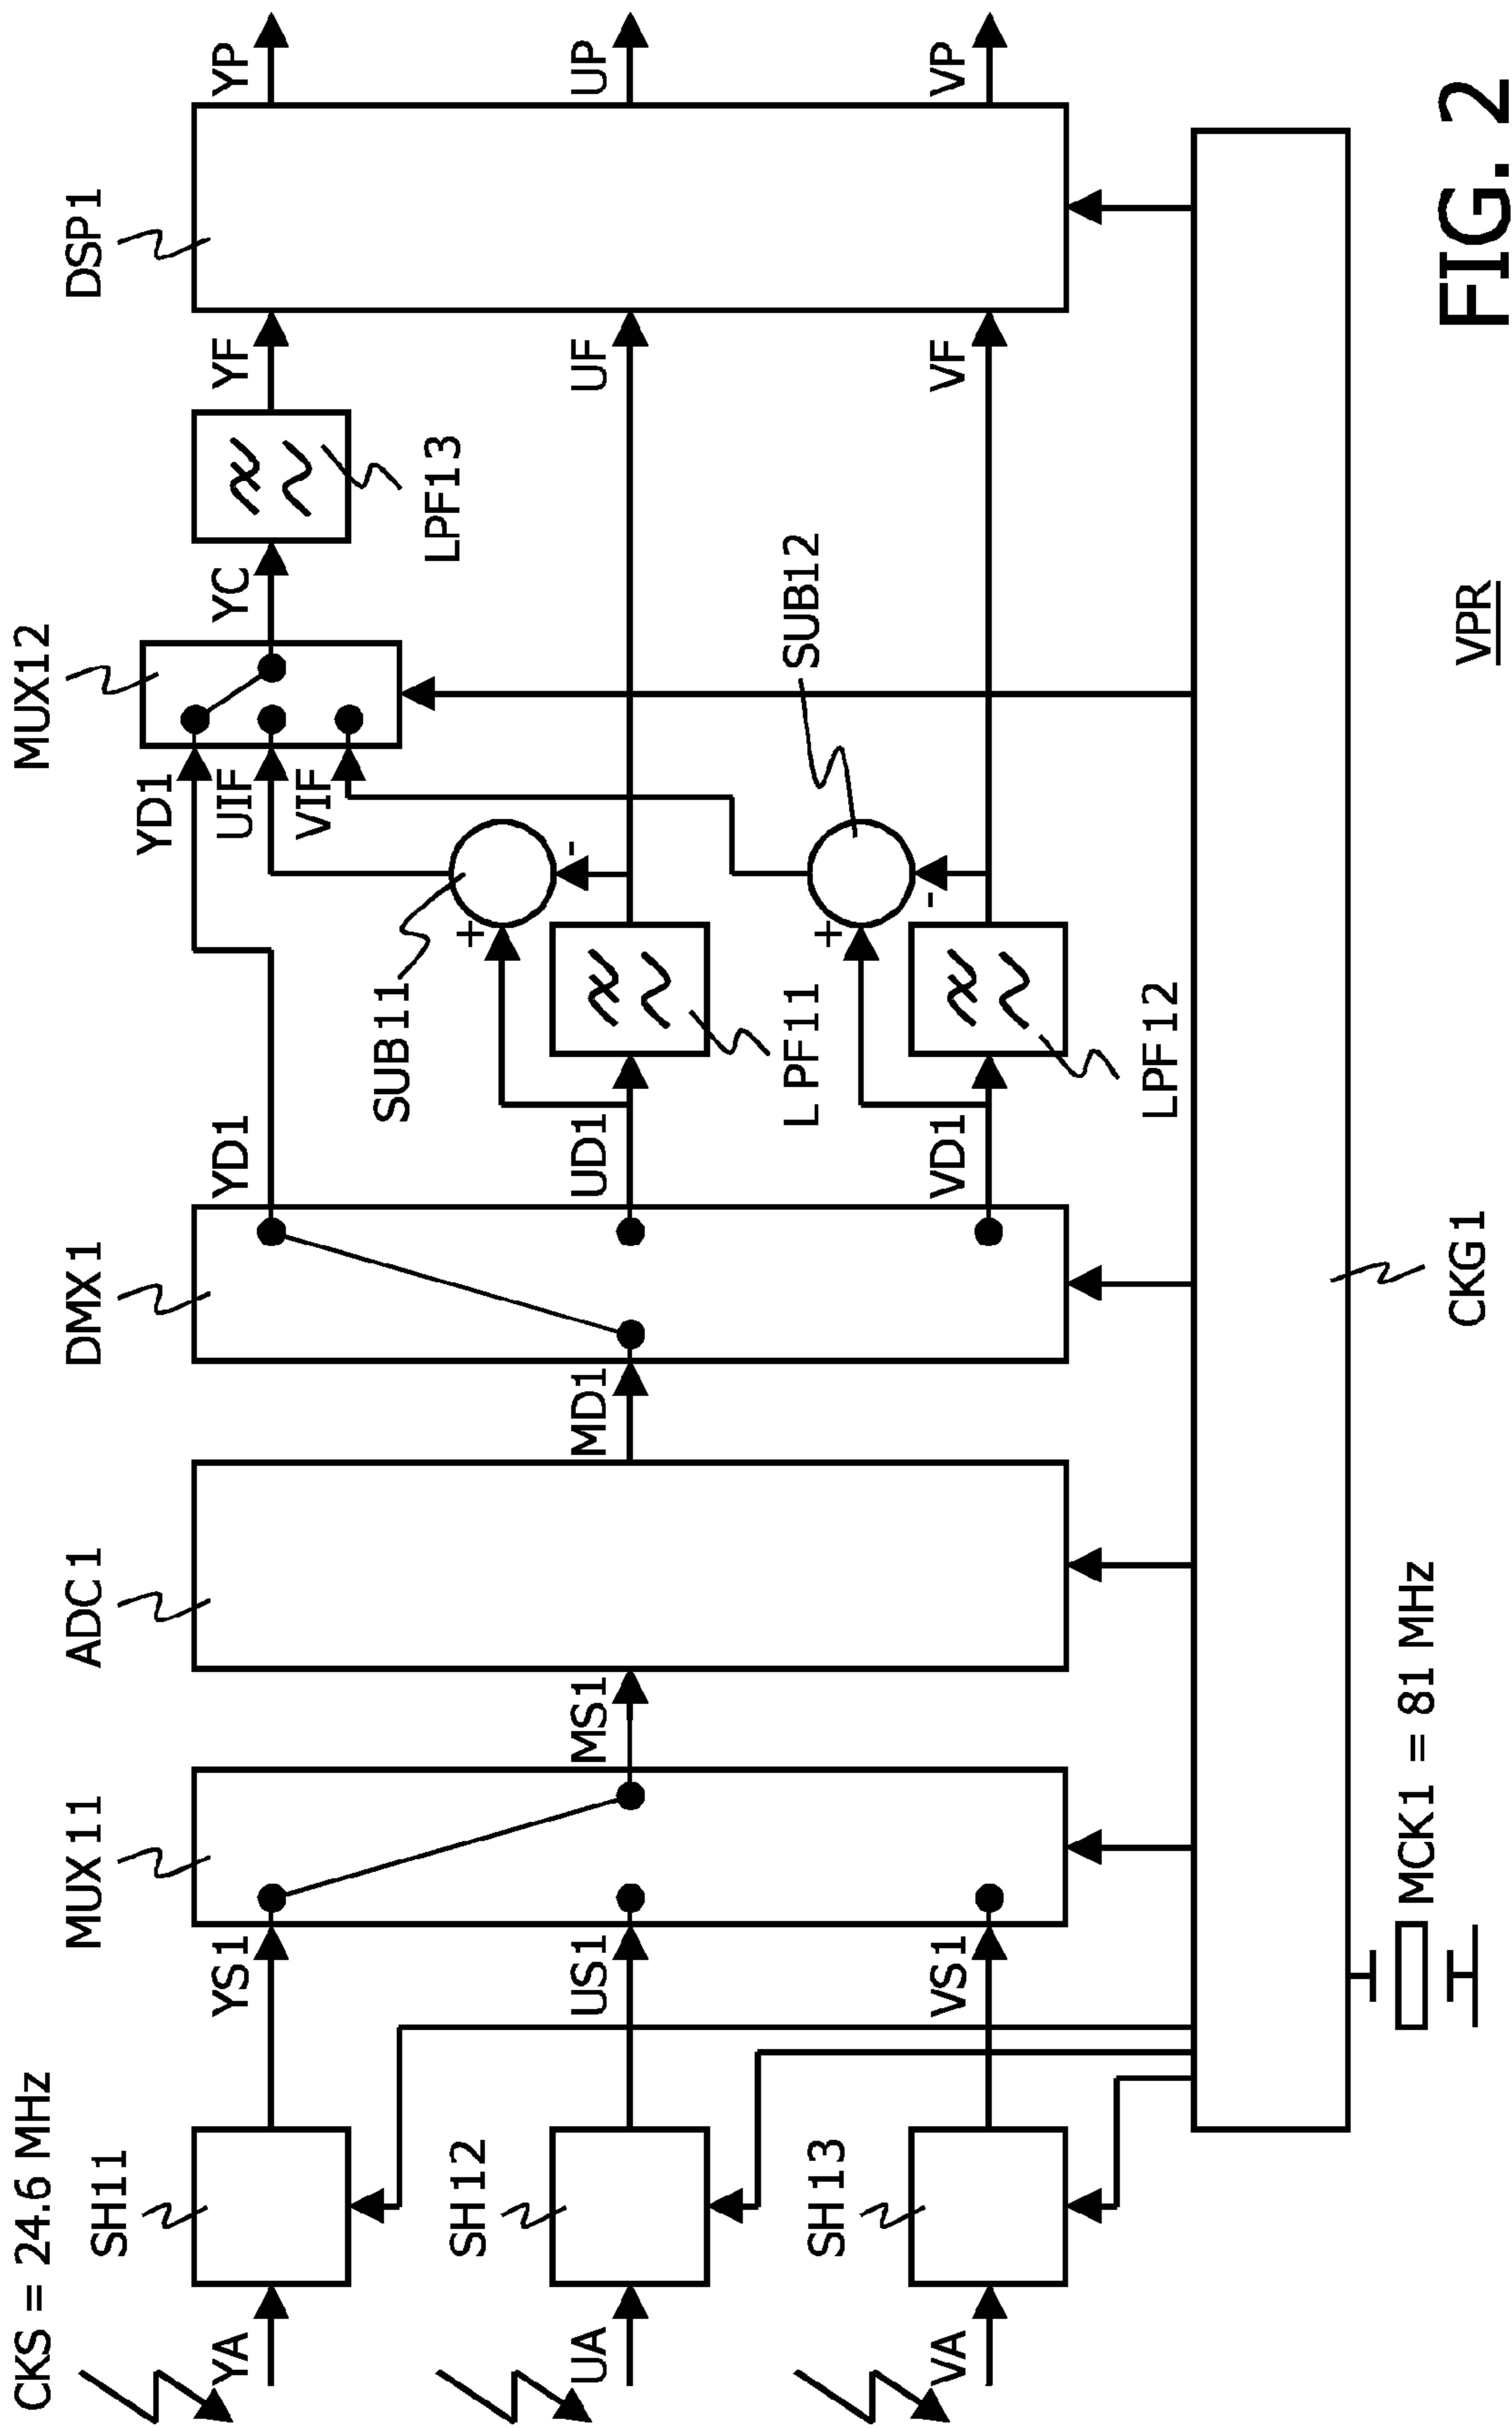 CKS = 24.6 MHz
SH11
MUX11
ADC1
DMX1
MUX12
DSP1
YA
YS1
YD1
YD1
UIF
VIF
YC
YF
YP
LPF13
SH12
SUB11
+
-
UA
US1
MS1
MD1
UD1
UF
UP
SH13
LPF11
SUB12
+
-
VA
VS1
VD1
VF
VP
LPF12
MCK1 = 81 MHz
CKG1
VPR
FIG. 2